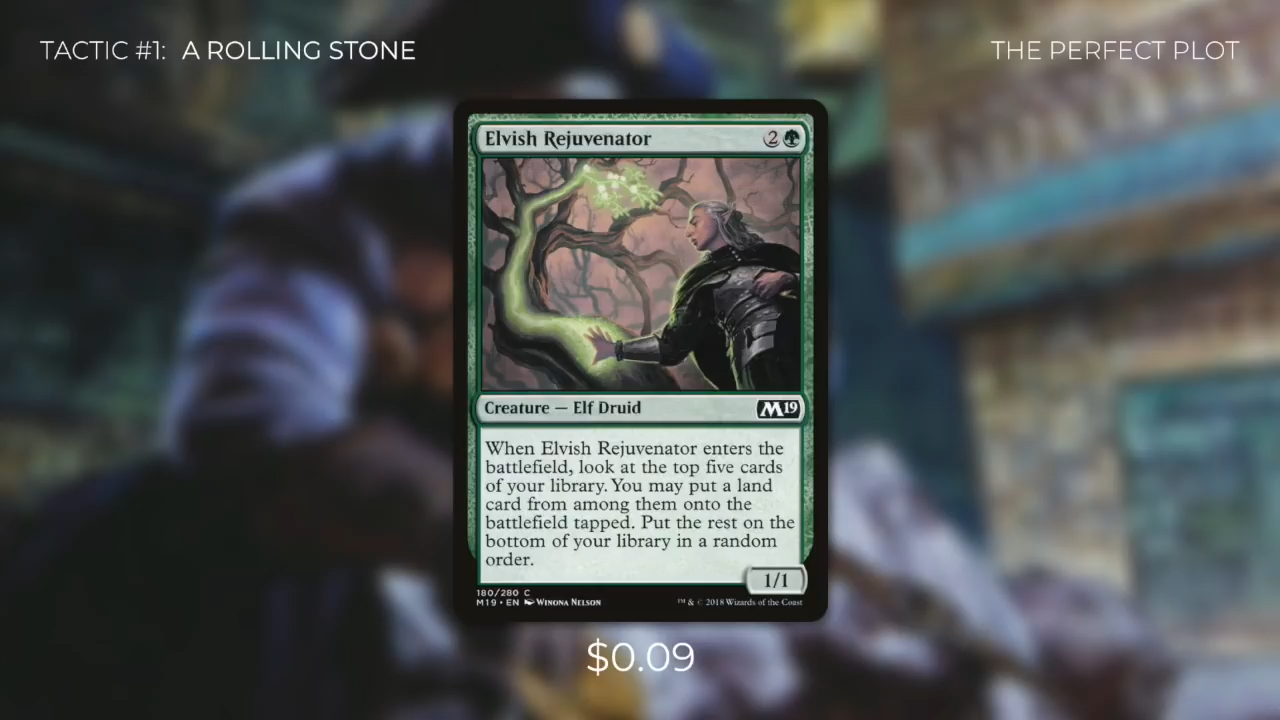 TACTIC #1: A ROLLING STONE
THE PERFECT PLOT
Elvish Rejuvenator 2
Creature — Elf Druid
M19
When Elvish Rejuvenator enters the
battlefield, look at the top five cards
of your library. You may put a land
card from among them onto the
battlefield tapped. Put the rest on the
bottom of your library in a random
order.
1/1
180/280 C
M19 • EN Winona Nelson
™ & © 2018 Wizards of the Coast
$0.09